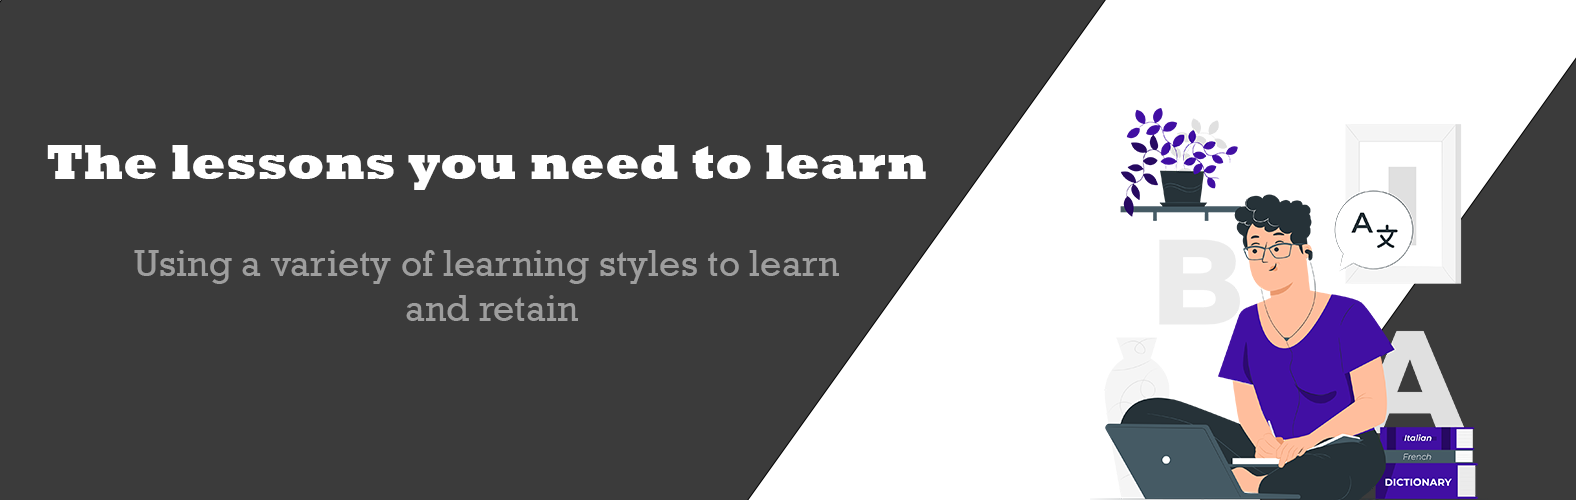 The lessons you need to learn
Using a variety of learning styles to learn
and retain
A文
B
A
Italian
French
DICTIONARY